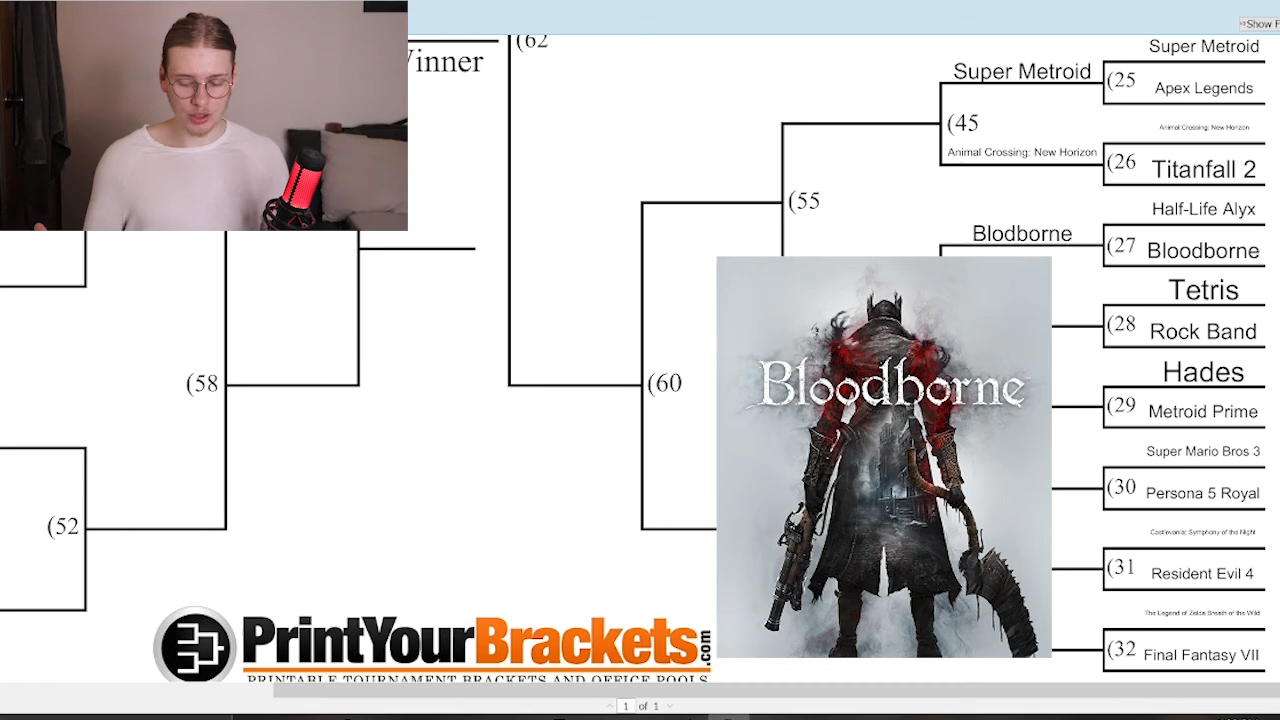 Show F
(62
Winner
Super Metroid
Super Metroid
(25
Apex Legends
(45
Animal Crossing: New Horizon
Animal Crossing: New Horizon
(26
Titanfall 2
(55
Half-Life Alyx
Blodborne
(27
Bloodborne
Tetris
(28
Rock Band
Hades
(29
Metroid Prime
Super Mario Bros 3
(30
Persona 5 Royal
Castlevania: Symphony of the Night
(31
Resident Evil 4
The Legend of Zelda Breath of the Wild
(32
Final Fantasy VII
(58
(60
Bloodborne
(52
PrintYourBrackets.com
PRINTABLE TOURNAMENT BRACKETS AND OFFICE POOLS
1 of 1